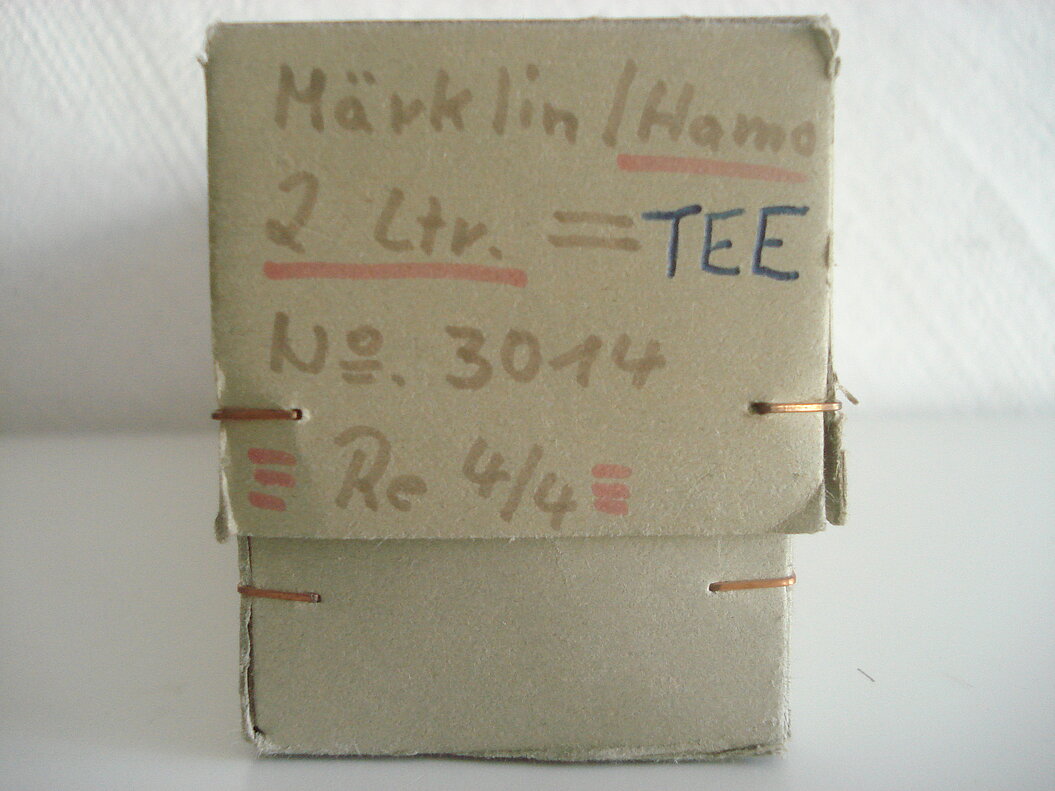 Märklin/Hamo
2 Ltr. = TEE
Nº. 3014
Re 4/4